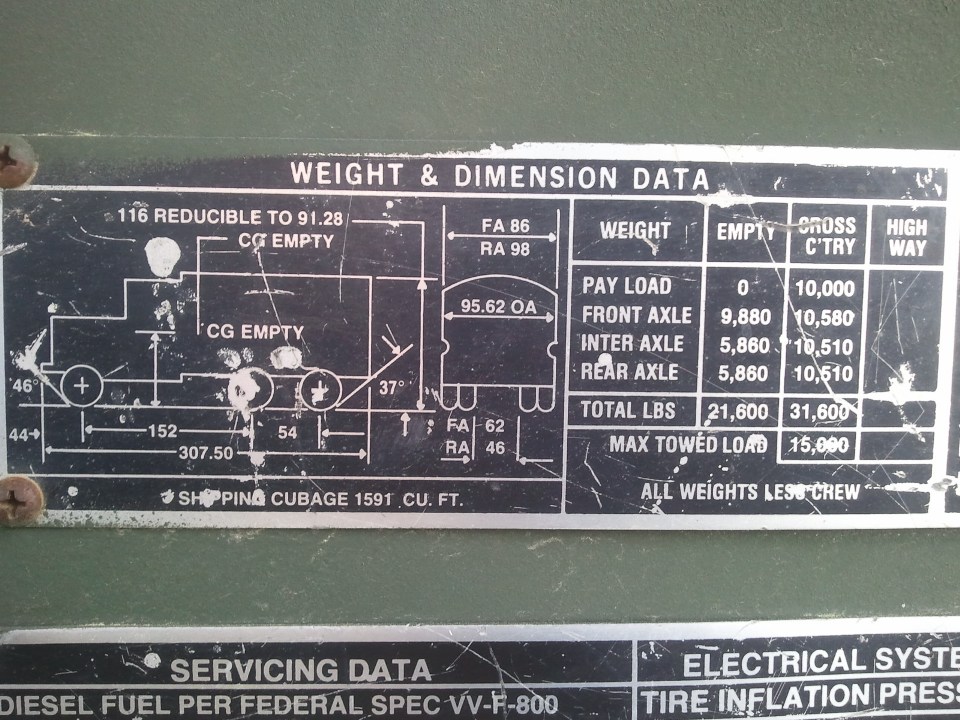 WEIGHT & DIMENSION DATA
116 REDUCIBLE TO 91.28
CG EMPTY
CG EMPTY
46°
37°
44
152
54
307.50
SHIPPING CUBAGE 1591 CU. FT.
FA 86
RA 98
95.62 OA
FA 62
RA 46
WEIGHT EMPTY CROSS C'TRY HIGH WAY
PAY LOAD 0 10,000
FRONT AXLE 9,880 10,580
INTER AXLE 5,860 10,510
REAR AXLE 5,860 10,510
TOTAL LBS 21,600 31,600
MAX TOWED LOAD 15,000
ALL WEIGHTS LESS CREW
SERVICING DATA
DIESEL FUEL PER FEDERAL SPEC VV-F-800
ELECTRICAL SYSTE
TIRE INFLATION PRESS